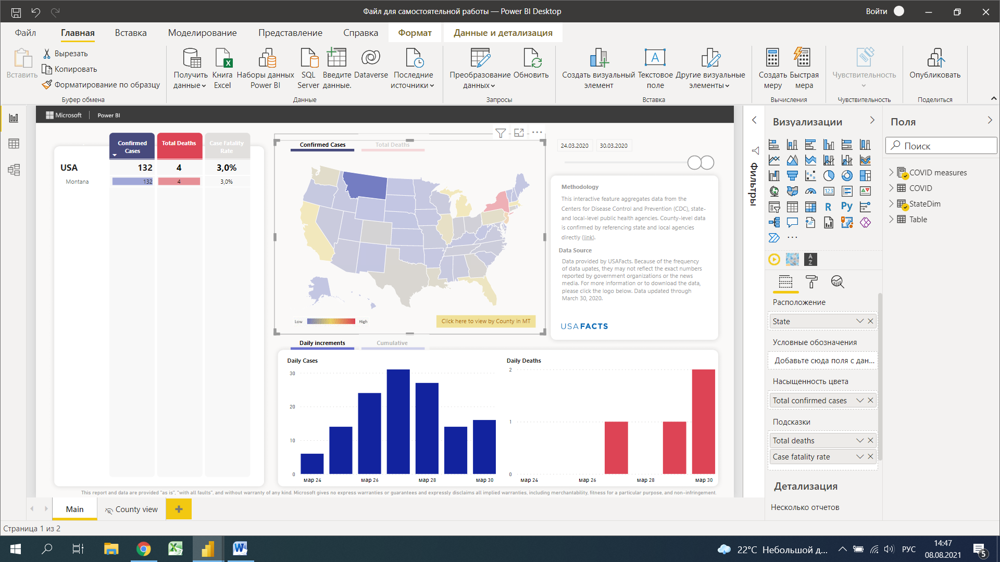 Файл для самостоятельной работы — Power BI Desktop
Войти
Файл
Главная
Вставка
Моделирование
Представление
Справка
Формат
Данные и детализация
Вставить
Вырезать
Копировать
Форматирование по образцу
Буфер обмена
Получить данные
Книга Excel
Наборы данных Power BI
SQL Server
Введите данные.
Dataverse
Последние источники
Данные
Преобразование данных
Обновить
Запросы
Создать визуальный элемент
Текстовое поле
Другие визуальные элементы
Вставка
Создать меру
Быстрая мера
Вычисления
Чувствительность
Чувствительность
Опубликовать
Поделиться
Microsoft
Power BI
Confirmed Cases
Total Deaths
Case Fatality Rate
USA 132 4 3,0%
Montana 132 4 3,0%
Confirmed Cases
Total Deaths
Low
High
Click here to view by County in MT
24.03.2020
30.03.2020
Methodology
This interactive feature aggregates data from the
Centers for Disease Control and Prevention (CDC), state-
and local-level public health agencies. County-level data
is confirmed by referencing state and local agencies
directly (link).
Data Source
Data provided by USAFacts. Because of the frequency
of data upates, they may not reflect the exact numbers
reported by government organizations or the news
media. For more information or to download the data,
please click the logo below. Data updated through
March 30, 2020.
USAFACTS
Daily increments
Cumulative
Daily Cases
30
20
10
0
мар 24
мар 26
мар 28
мар 30
Daily Deaths
2
1
0
мар 24
мар 26
мар 28
мар 30
This report and data are provided "as is", "with all faults", and without warranty of any kind. Microsoft gives no express warranties or guarantees and expressly disclaims all implied warranties, including merchantability, fitness for a particular purpose, and non-infringement.
Фильтры
Визуализации
123
R
Py
A
Z
Расположение
State
Условные обозначения
Добавьте сюда поля с дан...
Насыщенность цвета
Total confirmed cases
Подсказки
Total deaths
Case fatality rate
Детализация
Несколько отчетов
Поля
Поиск
COVID measures
COVID
StateDim
Table
Main
County view
Страница 1 из 2
22°C Небольшой д...
РУС
14:47
08.08.2021
5